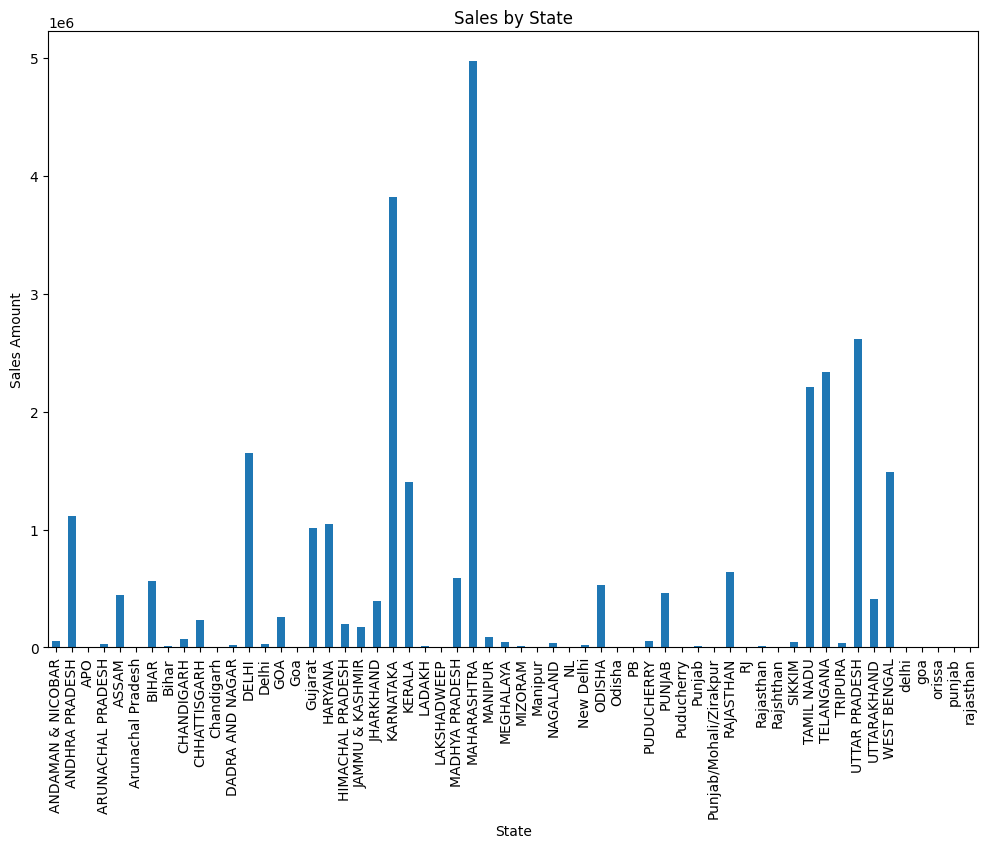 Sales by State
1e6
5
4
3
2
1
0
Sales Amount
ANDAMAN & NICOBAR
ANDHRA PRADESH
APO
ARUNACHAL PRADESH
ASSAM
Arunachal Pradesh
BIHAR
Bihar
CHANDIGARH
CHHATTISGARH
Chandigarh
DADRA AND NAGAR
DELHI
Delhi
GOA
Goa
Gujarat
HARYANA
HIMACHAL PRADESH
JAMMU & KASHMIR
JHARKHAND
KARNATAKA
KERALA
LADAKH
LAKSHADWEEP
MADHYA PRADESH
MAHARASHTRA
MANIPUR
MEGHALAYA
MIZORAM
Manipur
NAGALAND
NL
New Delhi
ODISHA
Odisha
PB
PUDUCHERRY
PUNJAB
Puducherry
Punjab
Punjab/Mohali/Zirakpur
RAJASTHAN
RJ
Rajasthan
Rajshthan
SIKKIM
TAMIL NADU
TELANGANA
TRIPURA
UTTAR PRADESH
UTTARAKHAND
WEST BENGAL
delhi
goa
orissa
punjab
rajasthan
State